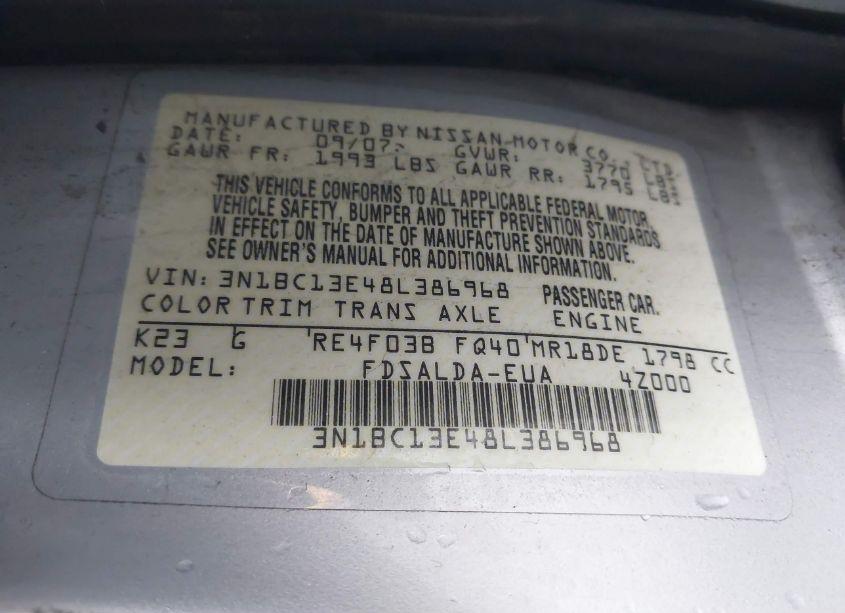 MANUFACTURED BY NISSAN MOTOR CO., LTD.
DATE: 09/07 GVWR: 3770 LBS
GAWR FR: 1993 LBS GAWR RR: 1795 LBS
THIS VEHICLE CONFORMS TO ALL APPLICABLE FEDERAL MOTOR
VEHICLE SAFETY, BUMPER AND THEFT PREVENTION STANDARDS
IN EFFECT ON THE DATE OF MANUFACTURE SHOWN ABOVE.
SEE OWNER'S MANUAL FOR ADDITIONAL INFORMATION.
VIN: 3N1BC13E48L386968 PASSENGER CAR.
COLOR TRIM TRANS AXLE ENGINE
K23 G RE4F03B FQ40 MR18DE 1798 CC
MODEL: FDSALDA-EUA 4Z000
3N1BC13E48L386968